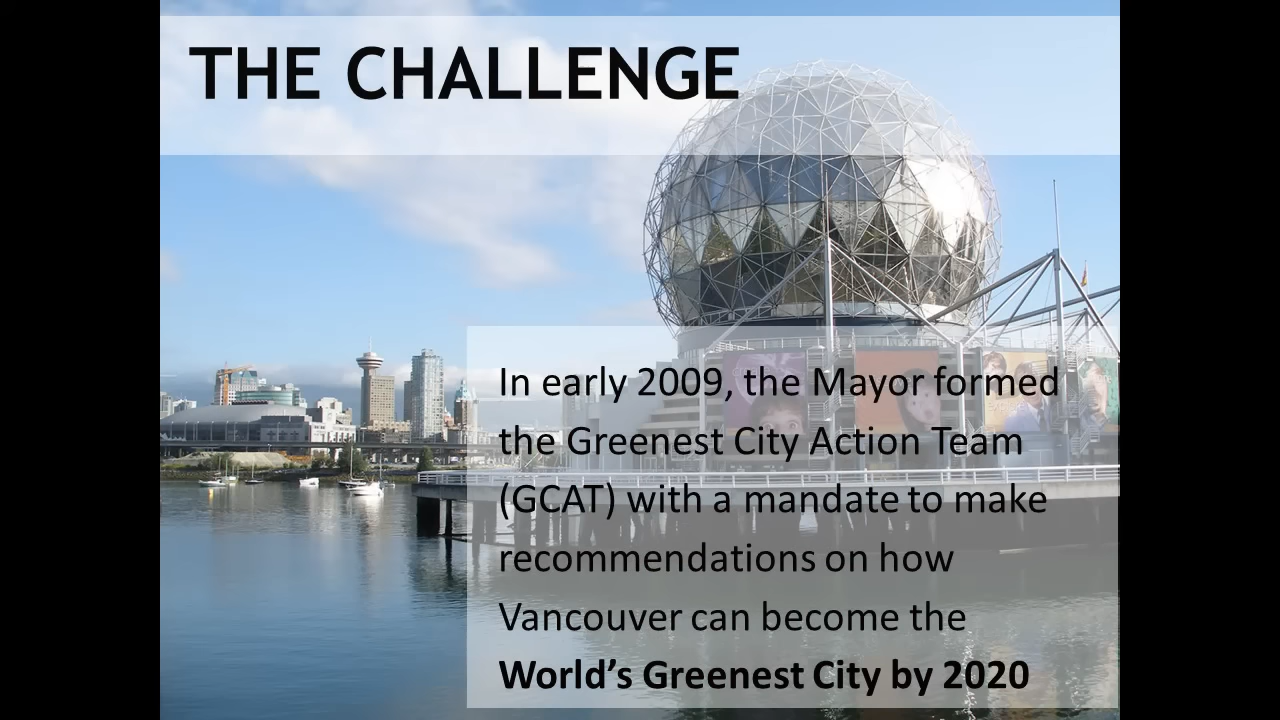 THE CHALLENGE
In early 2009, the Mayor formed
the Greenest City Action Team
(GCAT) with a mandate to make
recommendations on how
Vancouver can become the
World’s Greenest City by 2020